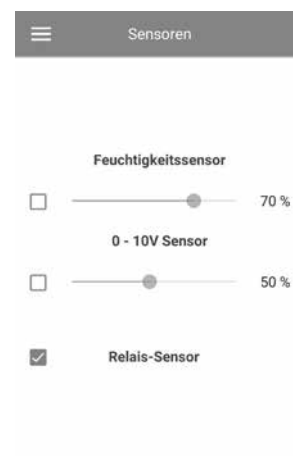 Sensoren
Feuchtigkeitssensor
70 %
0 - 10V Sensor
50 %
Relais-Sensor